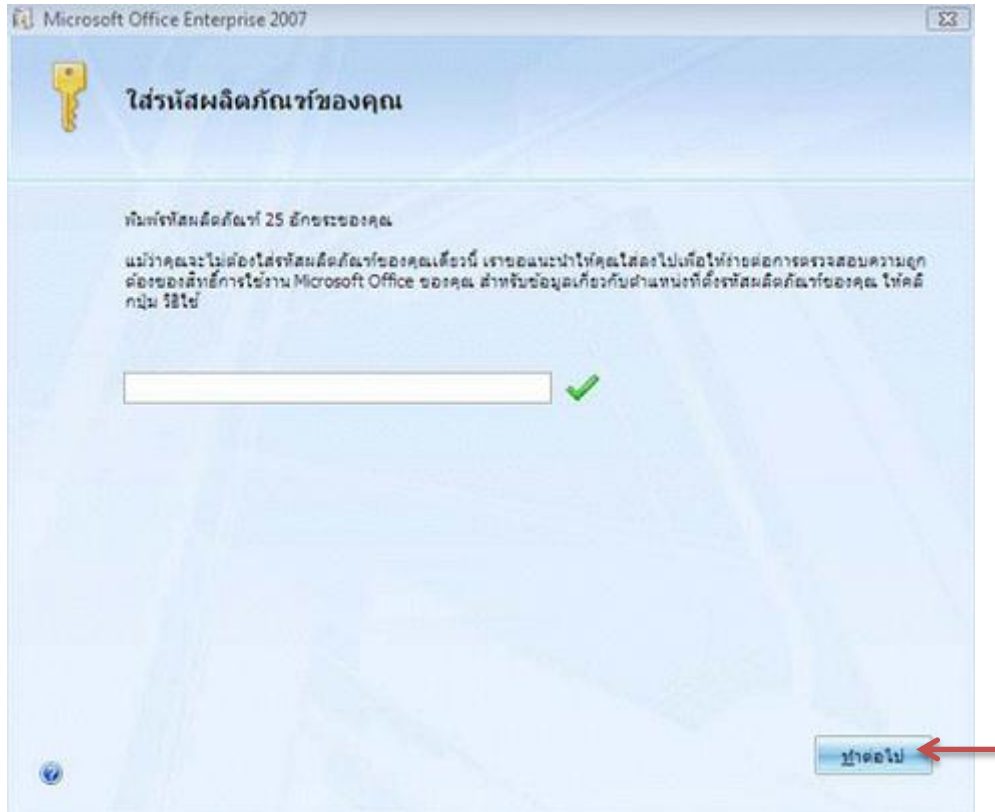 Microsoft Office Enterprise 2007
ใส่รหัสผลิตภัณฑ์ของคุณ
พิมพ์รหัสผลิตภัณฑ์ 25 อักขระของคุณ
แม้ว่าคุณจะไม่ต้องใส่รหัสผลิตภัณฑ์ของคุณเดี๋ยวนี้ เราขอแนะนำให้คุณใส่ลงไปเพื่อให้ง่ายต่อการตรวจสอบความถูก
ต้องของสิทธิ์การใช้งาน Microsoft Office ของคุณ สำหรับข้อมูลเกี่ยวกับตำแหน่งที่ตั้งรหัสผลิตภัณฑ์ของคุณ ให้คลิ
กปุ่ม วิธีใช้
ทำต่อไป